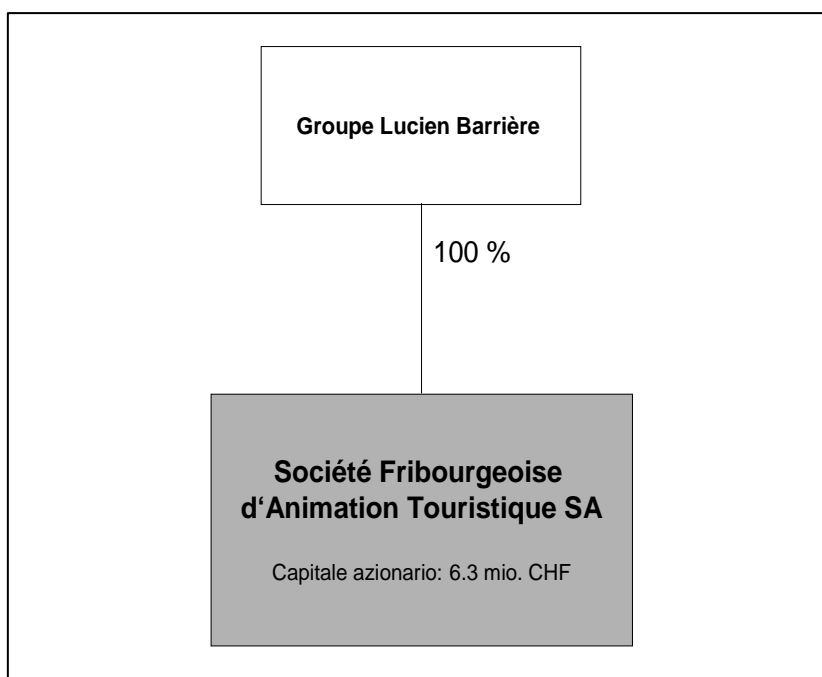 Groupe Lucien Barrière
100 %
Société Fribourgeoise
d‘Animation Touristique SA
Capitale azionario: 6.3 mio. CHF